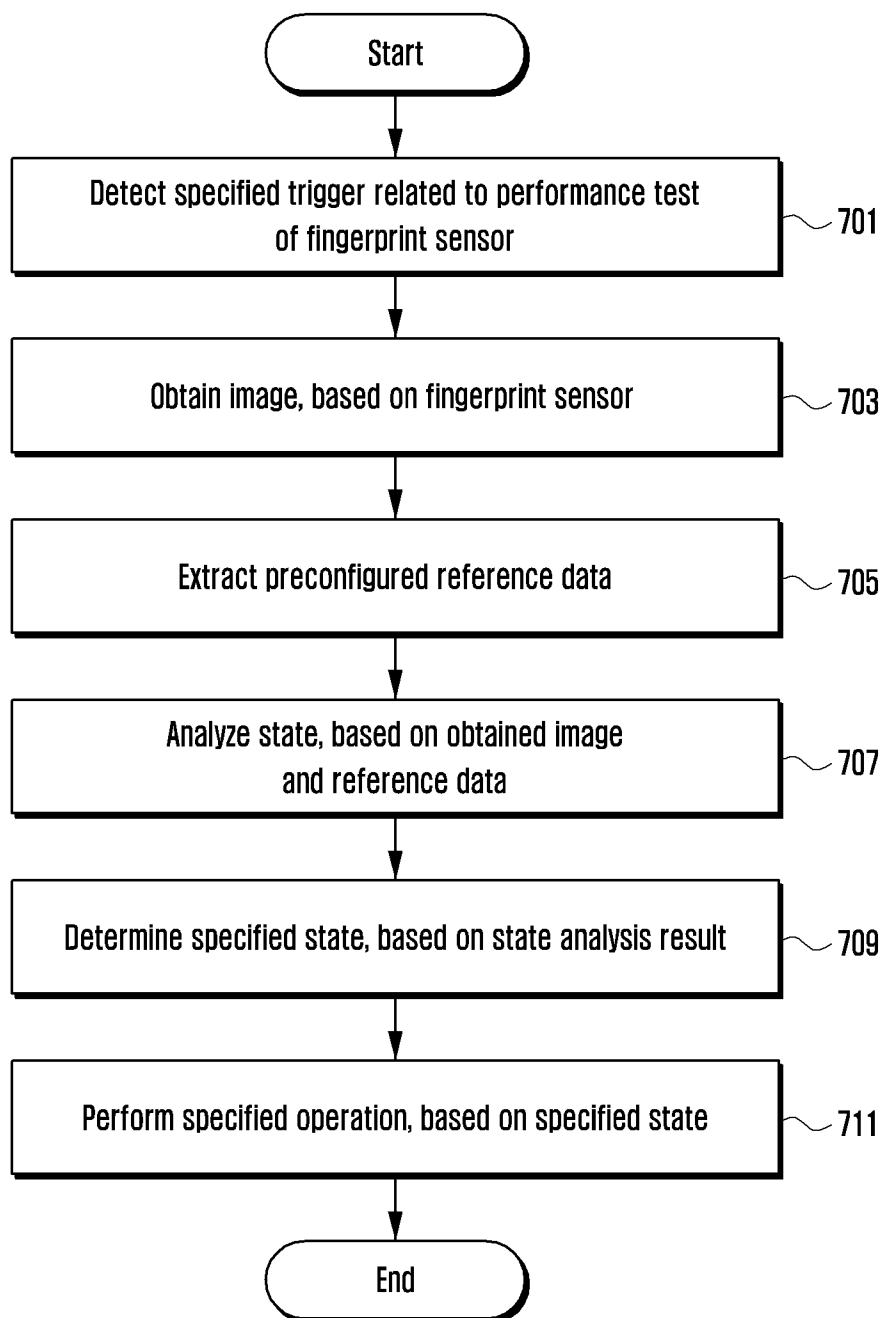 Start
Detect specified trigger related to performance test
of fingerprint sensor
701
Obtain image, based on fingerprint sensor
703
Extract preconfigured reference data
705
Analyze state, based on obtained image
and reference data
707
Determine specified state, based on state analysis result
709
Perform specified operation, based on specified state
711
End